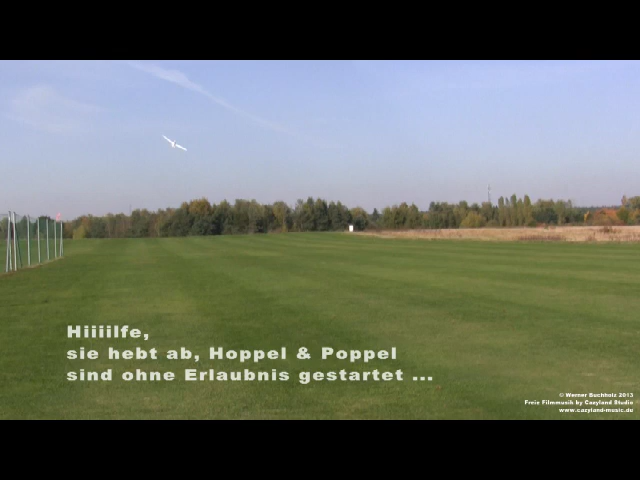 Hiiiilfe,
sie hebt ab, Hoppel & Poppel
sind ohne Erlaubnis gestartet ...
© Werner Buchholz 2013
Freie Filmmusik by Cazyland Studio
www.cazyland-music.de